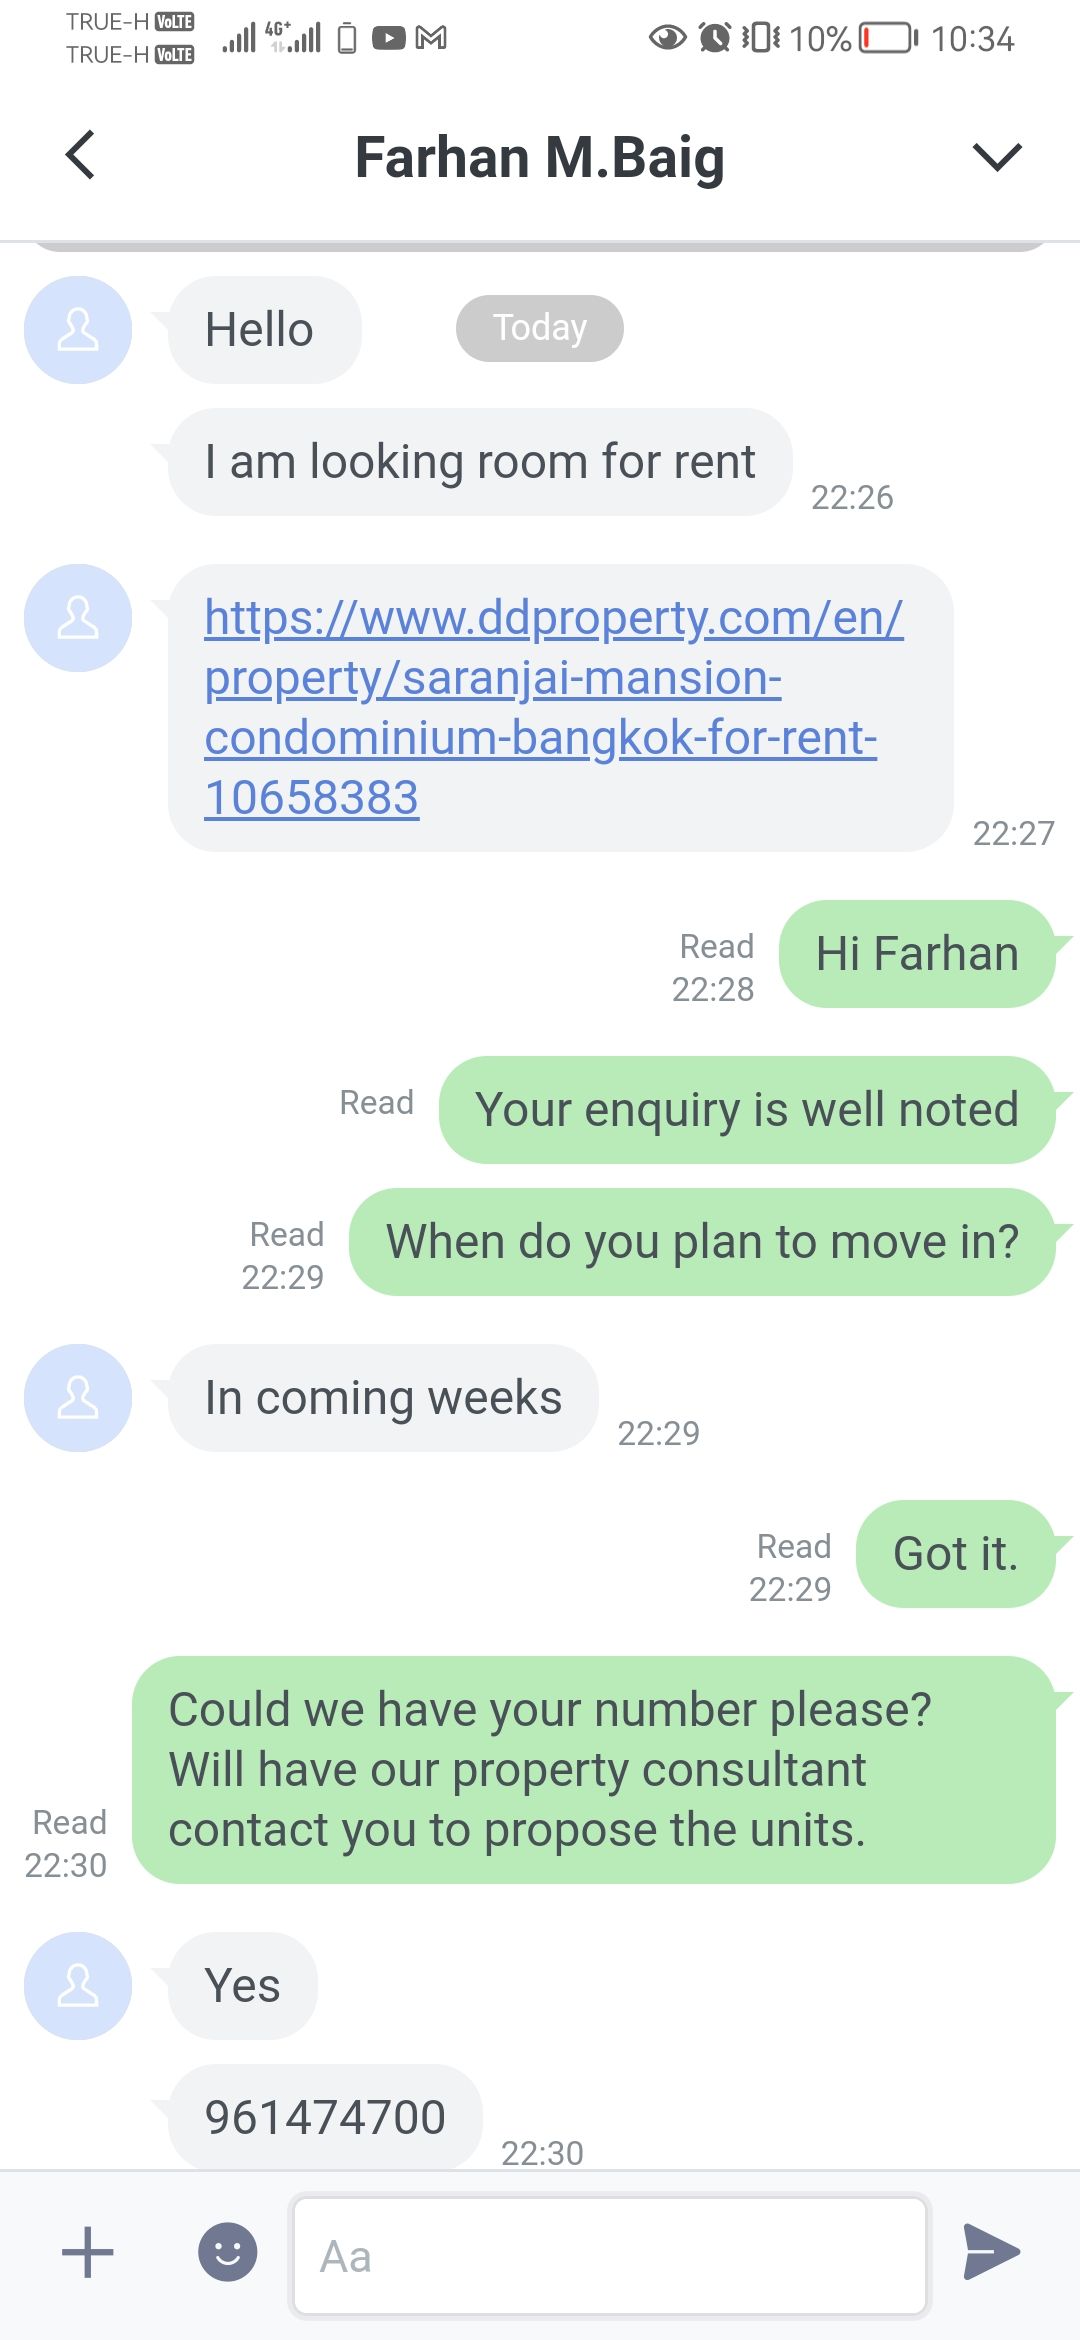 TRUE-H VoLTE
TRUE-H VoLTE
4G+
10%
10:34
Farhan M.Baig
Hello
Today
I am looking room for rent
22:26
https://www.ddproperty.com/en/
property/saranjai-mansion-
condominium-bangkok-for-rent-
10658383
22:27
Read
22:28
Hi Farhan
Read
Your enquiry is well noted
Read
22:29
When do you plan to move in?
In coming weeks
22:29
Read
22:29
Got it.
Could we have your number please?
Will have our property consultant
contact you to propose the units.
Read
22:30
Yes
961474700
22:30
Aa